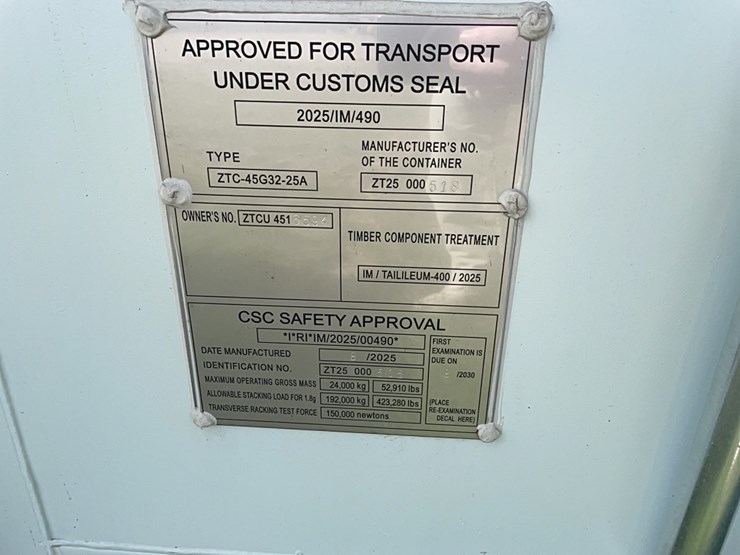 APPROVED FOR TRANSPORT
UNDER CUSTOMS SEAL
2025/IM/490
TYPE
ZTC-45G32-25A
MANUFACTURER'S NO.
OF THE CONTAINER
ZT25 000
OWNER'S NO. ZTCU 451
TIMBER COMPONENT TREATMENT
IM / TAILILEUM-400 / 2025
CSC SAFETY APPROVAL
*I*RI*IM/2025/00490*
DATE MANUFACTURED /2025
IDENTIFICATION NO. ZT25 000
MAXIMUM OPERATING GROSS MASS 24,000 kg 52,910 lbs
ALLOWABLE STACKING LOAD FOR 1.8g 192,000 kg 423,280 lbs
TRANSVERSE RACKING TEST FORCE 150,000 newtons
FIRST
EXAMINATION IS
DUE ON
/2030
(PLACE
RE-EXAMINATION
DECAL HERE)